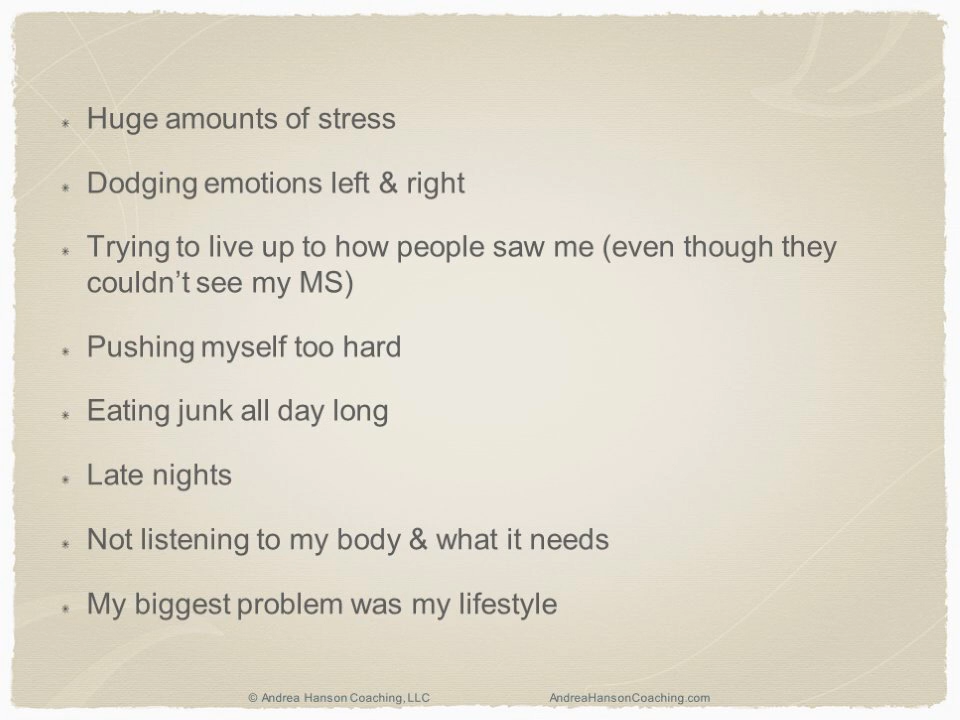 Huge amounts of stress
Dodging emotions left & right
Trying to live up to how people saw me (even though they
couldn’t see my MS)
Pushing myself too hard
Eating junk all day long
Late nights
Not listening to my body & what it needs
My biggest problem was my lifestyle
© Andrea Hanson Coaching, LLC AndreaHansonCoaching.com